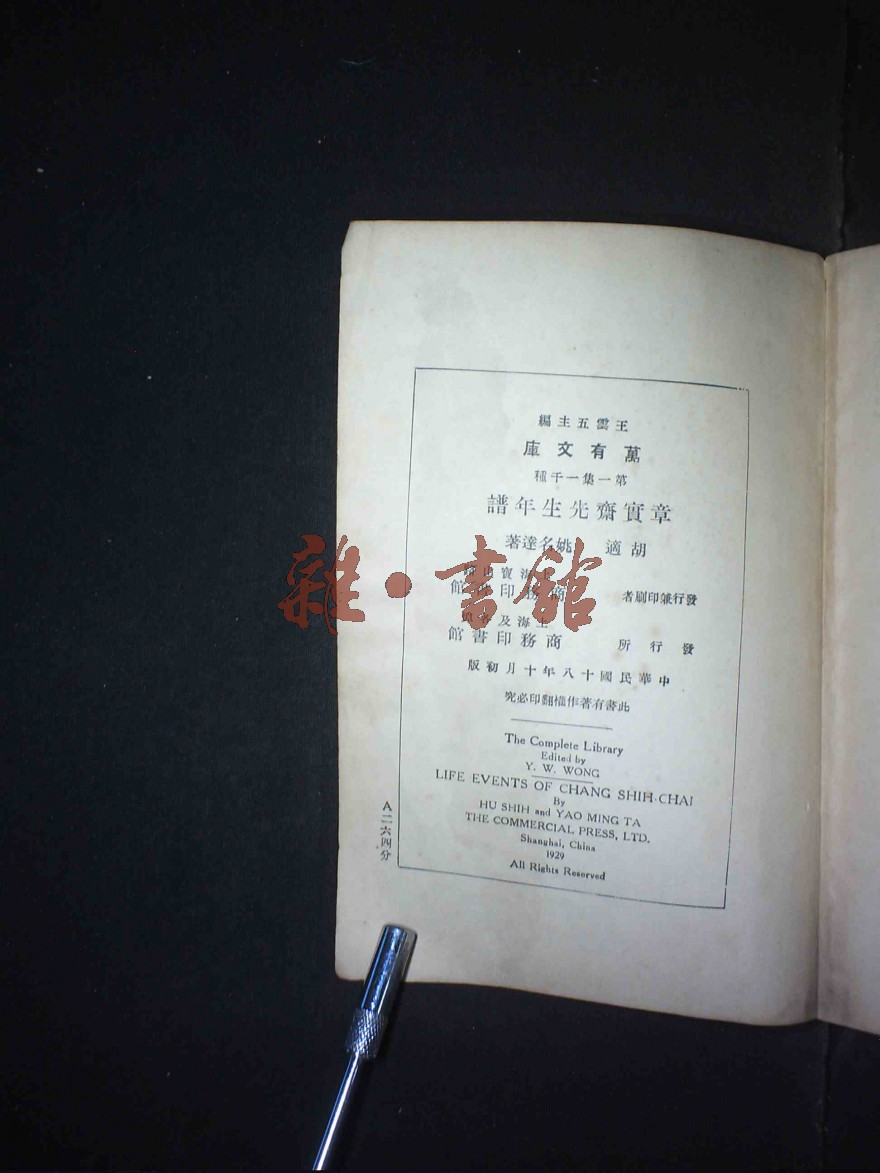 王雲五主編
萬有文庫
第一集一千種
章實齋先生年譜
胡適 姚名達著
發行兼印刷者 商務印書館
上海及各埠
發行所 商務印書館
中華民國十八年十月初版
此書有著作權翻印必究
The Complete Library
Edited by
Y. W. WONG
LIFE EVENTS OF CHANG SHIH-CHAI
By
HU SHIH and YAO MING TA
THE COMMERCIAL PRESS, LTD.
Shanghai, China
1929
All Rights Reserved
A二六四分
雜·書館